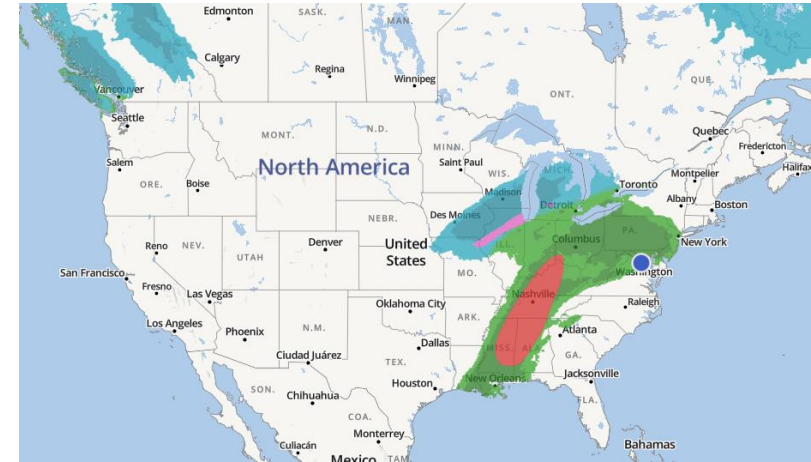 Edmonton
SASK.
MAN.
Calgary
Regina
Winnipeg
ONT.
QUE.
Vancouver
Seattle
Quebec
Fredericton
Halifax
MONT.
N.D.
MINN.
North America
Saint Paul
WIS.
MICH.
Montpelier
Salem
ORE.
Boise
Madison
Toronto
Albany
Boston
Des Moines
Detroit
NEBR.
Reno
NEV.
UTAH
Denver
United
States
ILL.
Columbus
PA.
New York
San Francisco
Fresno
Las Vegas
MO.
Washington
Los Angeles
Phoenix
N.M.
Oklahoma City
ARK.
Nashville
Raleigh
Ciudad Juárez
Dallas
MISS.
ALA.
Atlanta
GA.
TEX.
SON.
Chihuahua
Houston
New Orleans
Jacksonville
FLA.
COA.
Culiacán
Monterrey
Mexico
TAM.
Bahamas